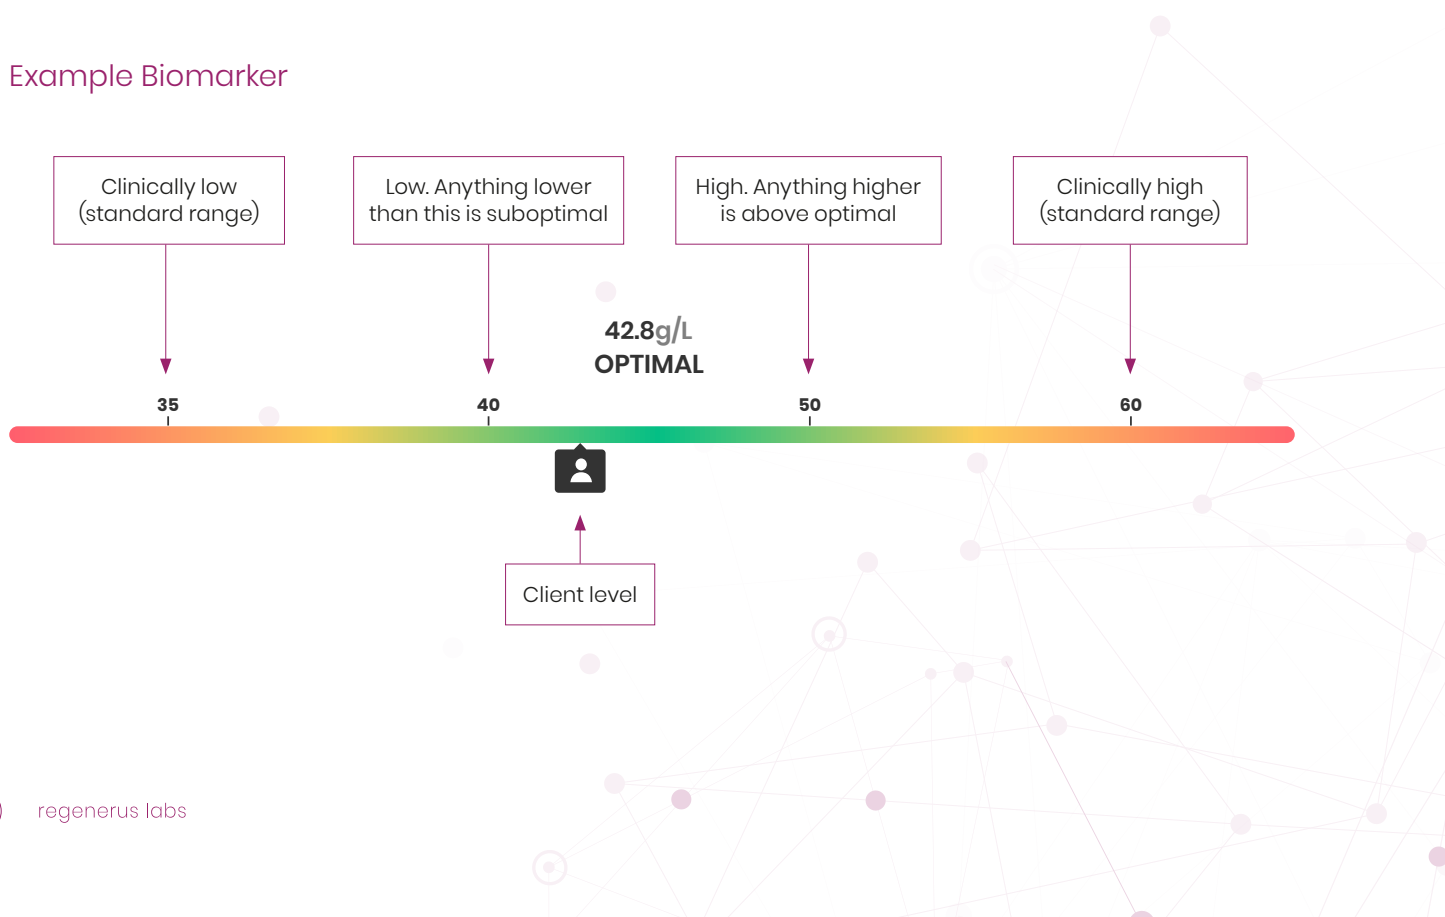 Example Biomarker
Clinically low
(standard range)
Low. Anything lower
than this is suboptimal
High. Anything higher
is above optimal
Clinically high
(standard range)
42.8g/L
OPTIMAL
35
40
50
60
Client level
regenerus labs